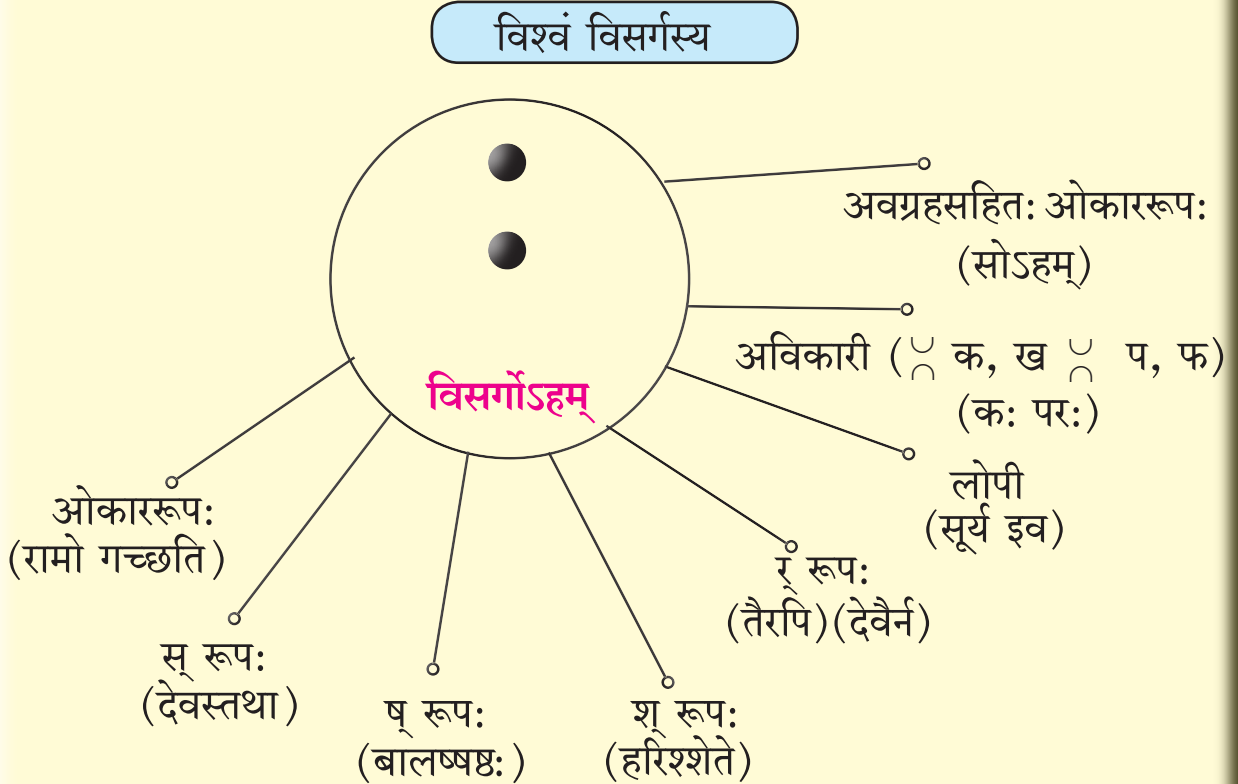 विश्वं विसर्गस्य
अवग्रहसहितः ओकाररूपः
(सोऽहम्)
अविकारी (ᳵ क, ख ᳵ प, फ)
(कः परः)
विसर्गोऽहम्
लोपी
(सूर्य इव)
ओकाररूपः
(रामो गच्छति)
र् रूपः
(तैरपि)(देवैर्न)
स् रूपः
(देवस्तथा)
ष् रूपः
(बालष्षष्ठः)
श् रूपः
(हरिश्शेते)